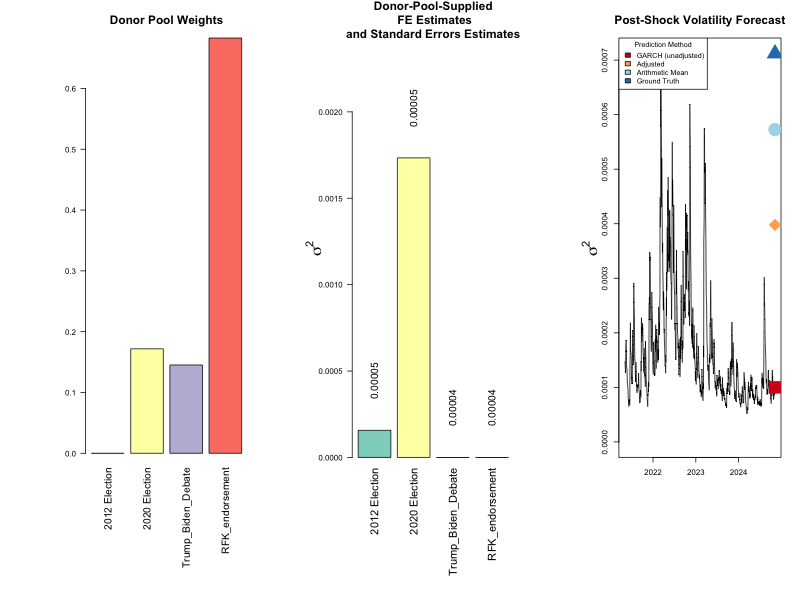 Donor Pool Weights
0.0
0.1
0.2
0.3
0.4
0.5
0.6
2012 Election
2020 Election
Trump_Biden_Debate
RFK_endorsement
Donor-Pool-Supplied
FE Estimates
and Standard Errors Estimates
σ²
0.0000
0.0005
0.0010
0.0015
0.0020
0.00005
0.00005
0.00004
0.00004
2012 Election
2020 Election
Trump_Biden_Debate
RFK_endorsement
Post-Shock Volatility Forecast
σ²
0.0000
0.0001
0.0002
0.0003
0.0004
0.0005
0.0006
0.0007
Prediction Method
GARCH (unadjusted)
Adjusted
Arithmetic Mean
Ground Truth
2022
2023
2024